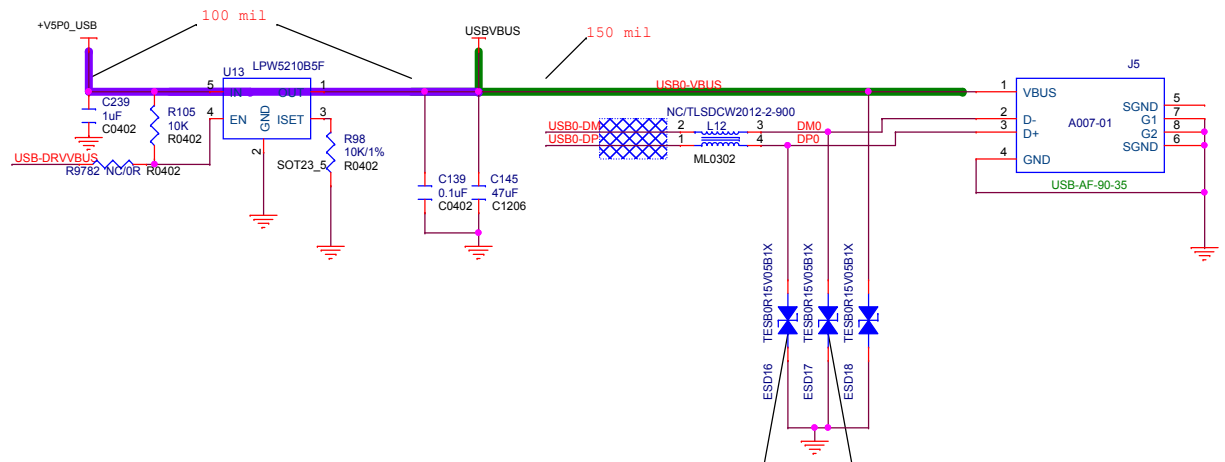 +V5P0_USB
100 mil
USBVBUS
150 mil
U13
LPW5210B5F
5
IN
OUT
1
4
EN
GND
ISET
3
2
SOT23_5
C239
1uF
C0402
R105
10K
R0402
USB-DRVVBUS
R9782
NC/0R
R0402
R98
10K/1%
R0402
C139
0.1uF
C0402
C145
47uF
C1206
USB0-VBUS
NC/TLSDCW2012-2-900
USB0-DM
2
L12
3
DM0
USB0-DP
1
4
DP0
ML0302
J5
1
VBUS
2
D-
3
D+
4
GND
A007-01
SGND
5
G1
7
G2
8
SGND
6
USB-AF-90-35
TESB0R15V05B1X
TESB0R15V05B1X
TESB0R15V05B1X
ESD16
ESD17
ESD18